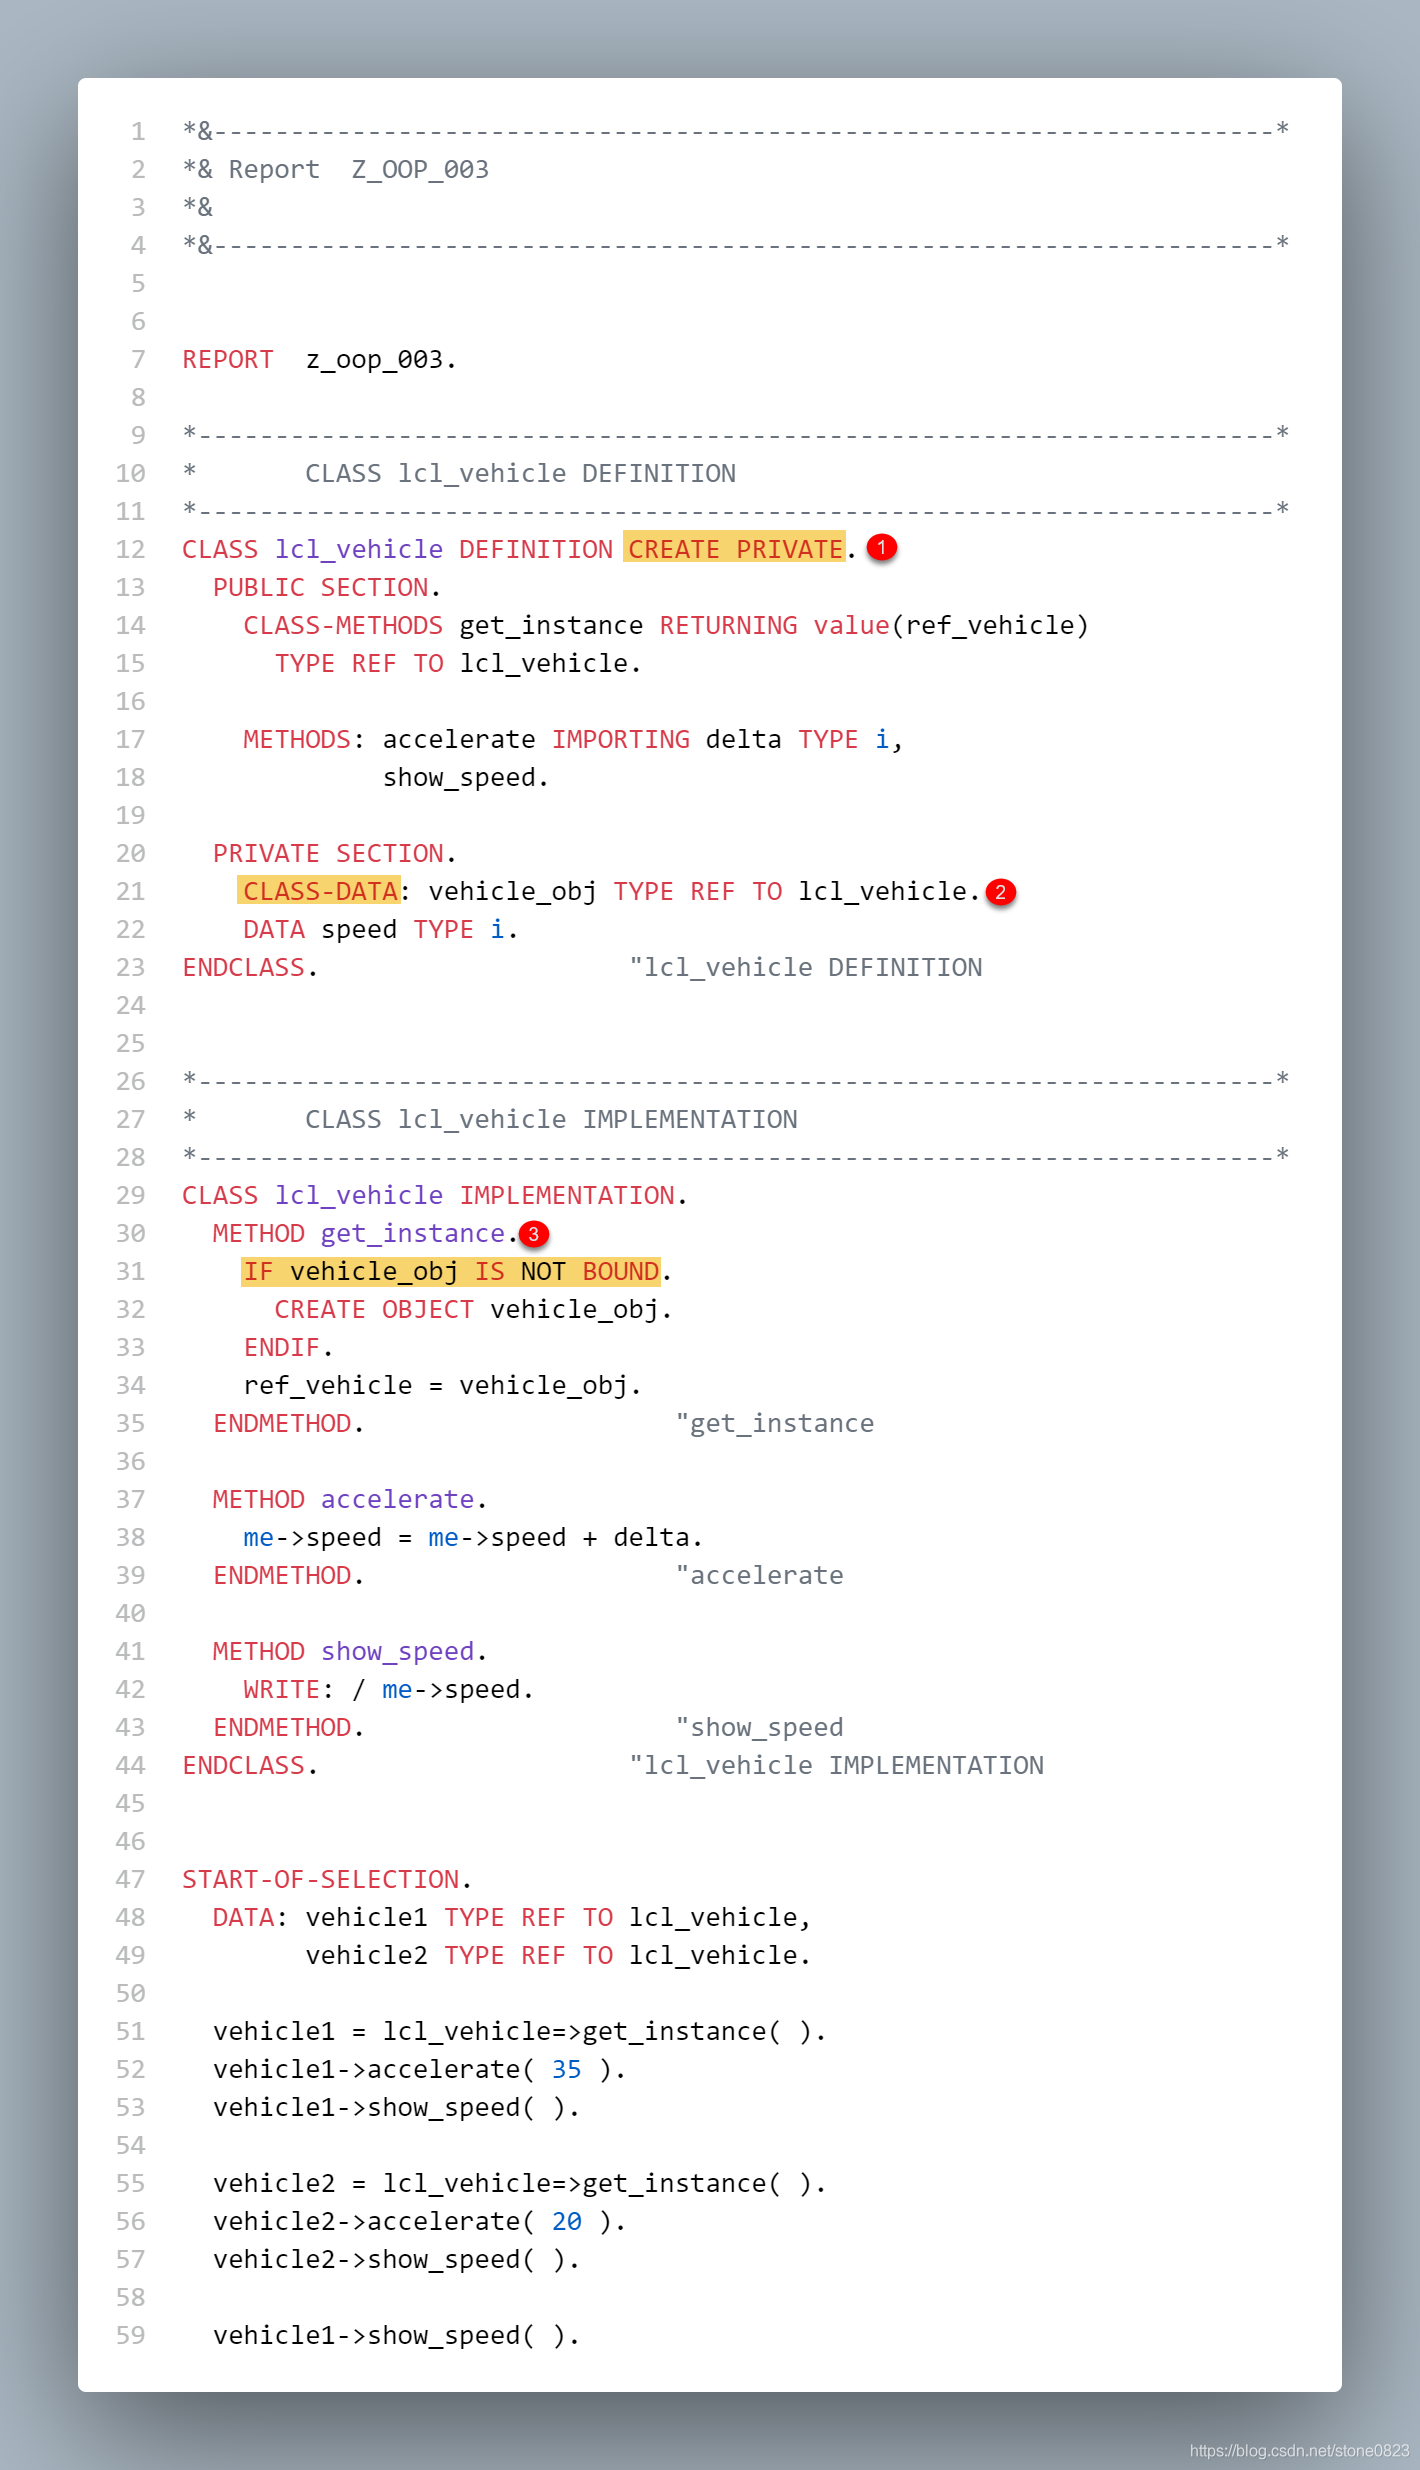 1 *&---------------------------------------------------------------------*
2 *& Report  Z_OOP_003
3 *&
4 *&---------------------------------------------------------------------*
5
6
7 REPORT  z_oop_003.
8
9 *----------------------------------------------------------------------*
10 *       CLASS lcl_vehicle DEFINITION
11 *----------------------------------------------------------------------*
12 CLASS lcl_vehicle DEFINITION CREATE PRIVATE. 1
13   PUBLIC SECTION.
14     CLASS-METHODS get_instance RETURNING value(ref_vehicle)
15       TYPE REF TO lcl_vehicle.
16
17     METHODS: accelerate IMPORTING delta TYPE i,
18              show_speed.
19
20   PRIVATE SECTION.
21     CLASS-DATA: vehicle_obj TYPE REF TO lcl_vehicle. 2
22     DATA speed TYPE i.
23 ENDCLASS.                    "lcl_vehicle DEFINITION
24
25
26 *----------------------------------------------------------------------*
27 *       CLASS lcl_vehicle IMPLEMENTATION
28 *----------------------------------------------------------------------*
29 CLASS lcl_vehicle IMPLEMENTATION.
30   METHOD get_instance. 3
31     IF vehicle_obj IS NOT BOUND.
32       CREATE OBJECT vehicle_obj.
33     ENDIF.
34     ref_vehicle = vehicle_obj.
35   ENDMETHOD.                    "get_instance
36
37   METHOD accelerate.
38     me->speed = me->speed + delta.
39   ENDMETHOD.                    "accelerate
40
41   METHOD show_speed.
42     WRITE: / me->speed.
43   ENDMETHOD.                    "show_speed
44 ENDCLASS.                    "lcl_vehicle IMPLEMENTATION
45
46
47 START-OF-SELECTION.
48   DATA: vehicle1 TYPE REF TO lcl_vehicle,
49         vehicle2 TYPE REF TO lcl_vehicle.
50
51   vehicle1 = lcl_vehicle=>get_instance( ).
52   vehicle1->accelerate( 35 ).
53   vehicle1->show_speed( ).
54
55   vehicle2 = lcl_vehicle=>get_instance( ).
56   vehicle2->accelerate( 20 ).
57   vehicle2->show_speed( ).
58
59   vehicle1->show_speed( ).
https://blog.csdn.net/stone0823